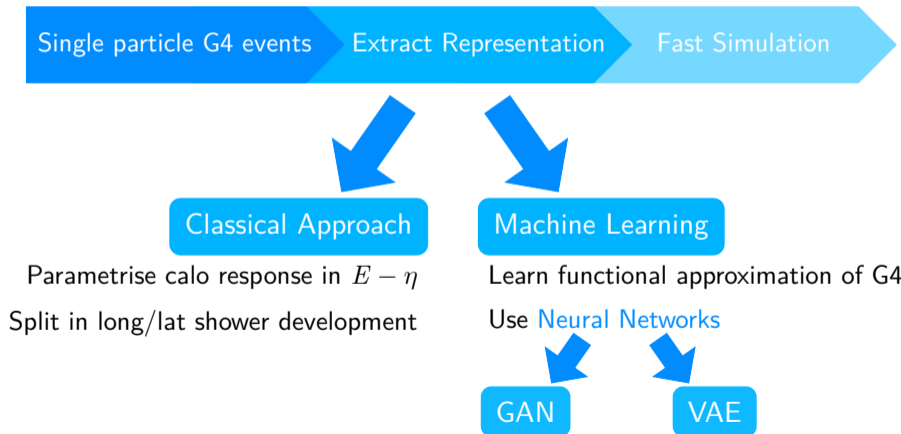 Single particle G4 events
Extract Representation
Fast Simulation
Classical Approach
Machine Learning
Parametrise calo response in E − η
Learn functional approximation of G4
Split in long/lat shower development
Use Neural Networks
GAN
VAE